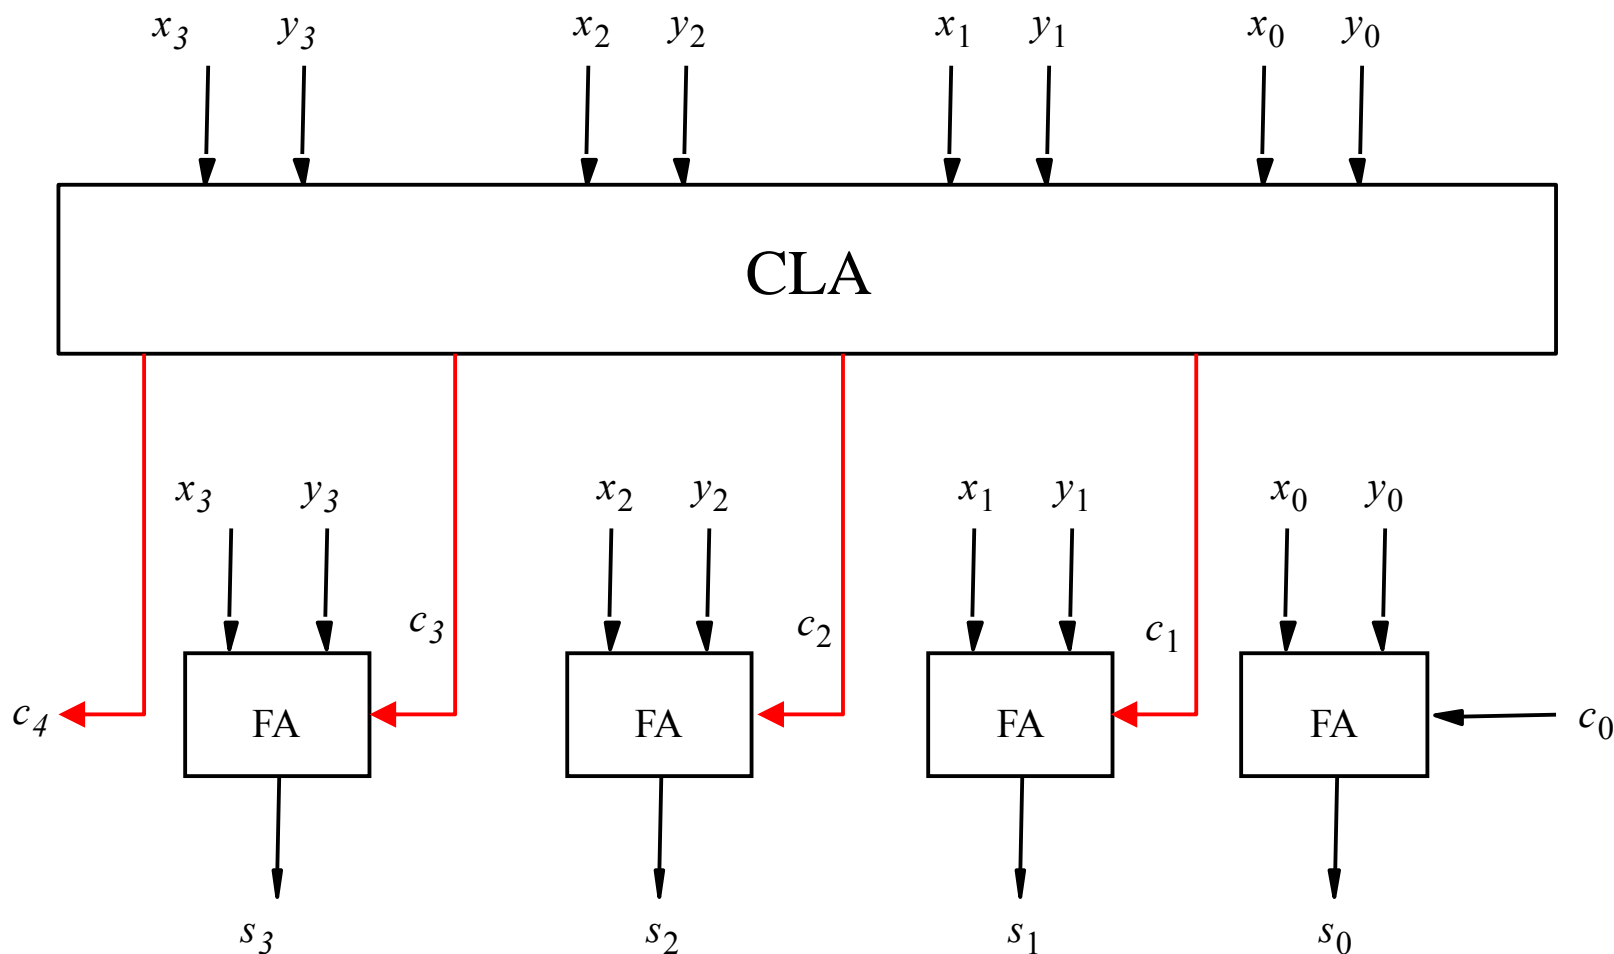 x3 y3 x2 y2 x1 y1 x0 y0
CLA
x3 y3 x2 y2 x1 y1 x0 y0
c3 c2 c1
c4 FA FA FA FA c0
s3 s2 s1 s0